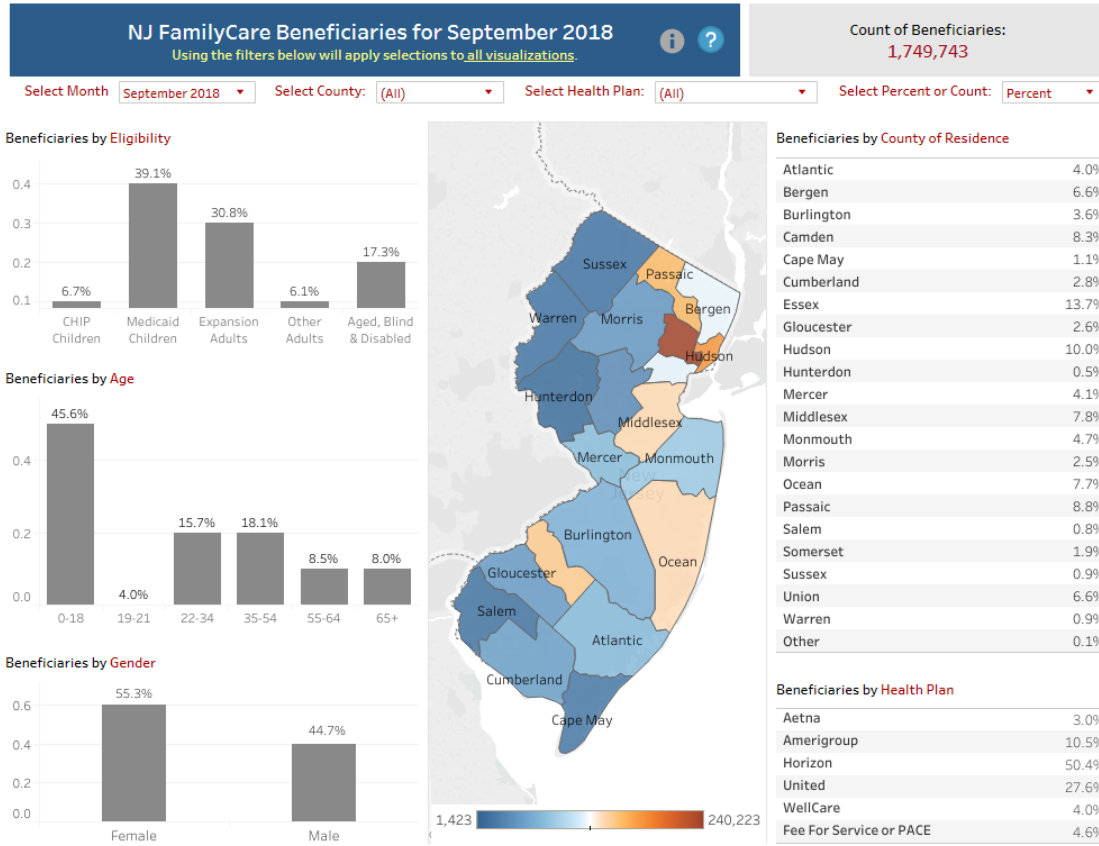 NJ FamilyCare Beneficiaries for September 2018
Using the filters below will apply selections to all visualizations.
i ?
Count of Beneficiaries:
1,749,743
Select Month September 2018
Select County: (All)
Select Health Plan: (All)
Select Percent or Count: Percent
Beneficiaries by Eligibility
0.4
0.3
0.2
0.1
6.7%
39.1%
30.8%
6.1%
17.3%
CHIP Children
Medicaid Children
Expansion Adults
Other Adults
Aged, Blind & Disabled
Beneficiaries by Age
0.4
0.2
0.0
45.6%
4.0%
15.7%
18.1%
8.5%
8.0%
0-18
19-21
22-34
35-54
55-64
65+
Beneficiaries by Gender
0.6
0.4
0.2
0.0
55.3%
44.7%
Female
Male
Sussex
Passaic
Bergen
Warren
Morris
Hudson
Hunterdon
Middlesex
Mercer
Monmouth
New Jersey
Burlington
Ocean
Gloucester
Salem
Atlantic
Cumberland
Cape May
1,423
240,223
Beneficiaries by County of Residence
Atlantic 4.0%
Bergen 6.6%
Burlington 3.6%
Camden 8.3%
Cape May 1.1%
Cumberland 2.8%
Essex 13.7%
Gloucester 2.6%
Hudson 10.0%
Hunterdon 0.5%
Mercer 4.1%
Middlesex 7.8%
Monmouth 4.7%
Morris 2.5%
Ocean 7.7%
Passaic 8.8%
Salem 0.8%
Somerset 1.9%
Sussex 0.9%
Union 6.6%
Warren 0.9%
Other 0.1%
Beneficiaries by Health Plan
Aetna 3.0%
Amerigroup 10.5%
Horizon 50.4%
United 27.6%
WellCare 4.0%
Fee For Service or PACE 4.6%